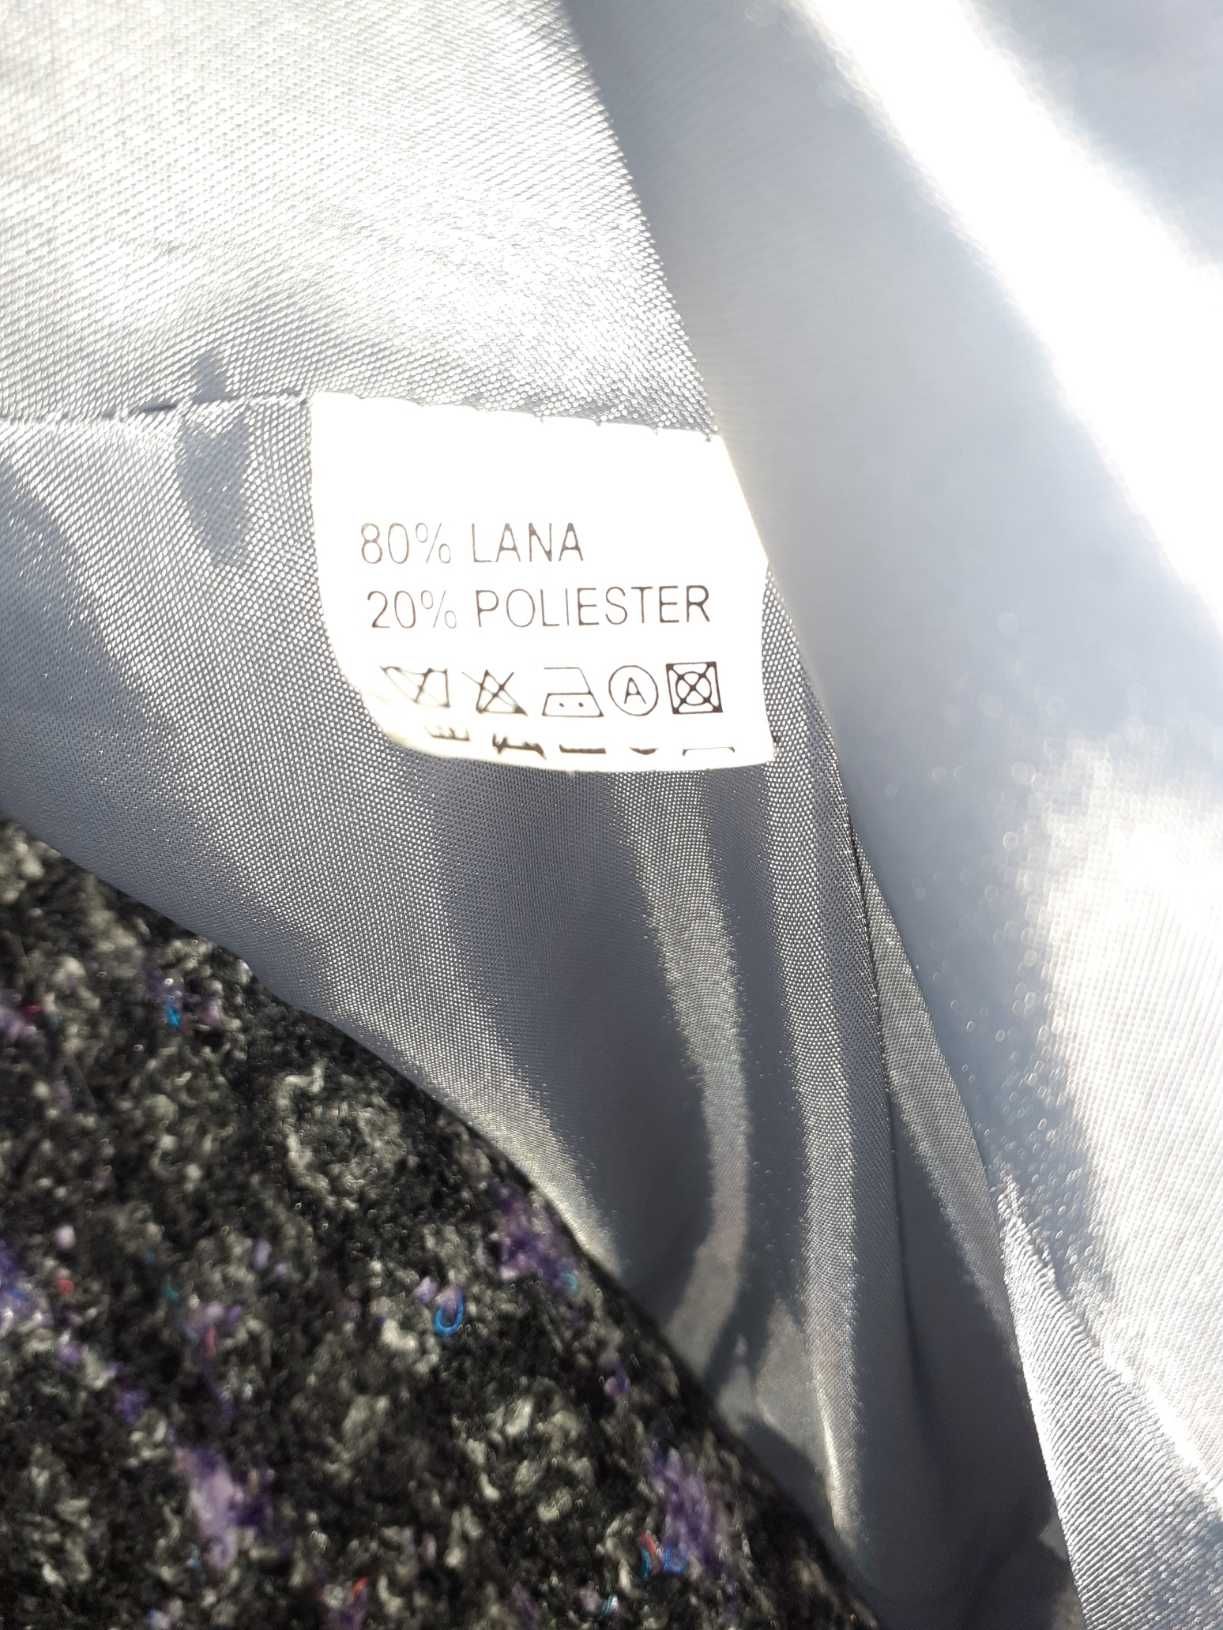 80% LANA
20% POLIESTER
A